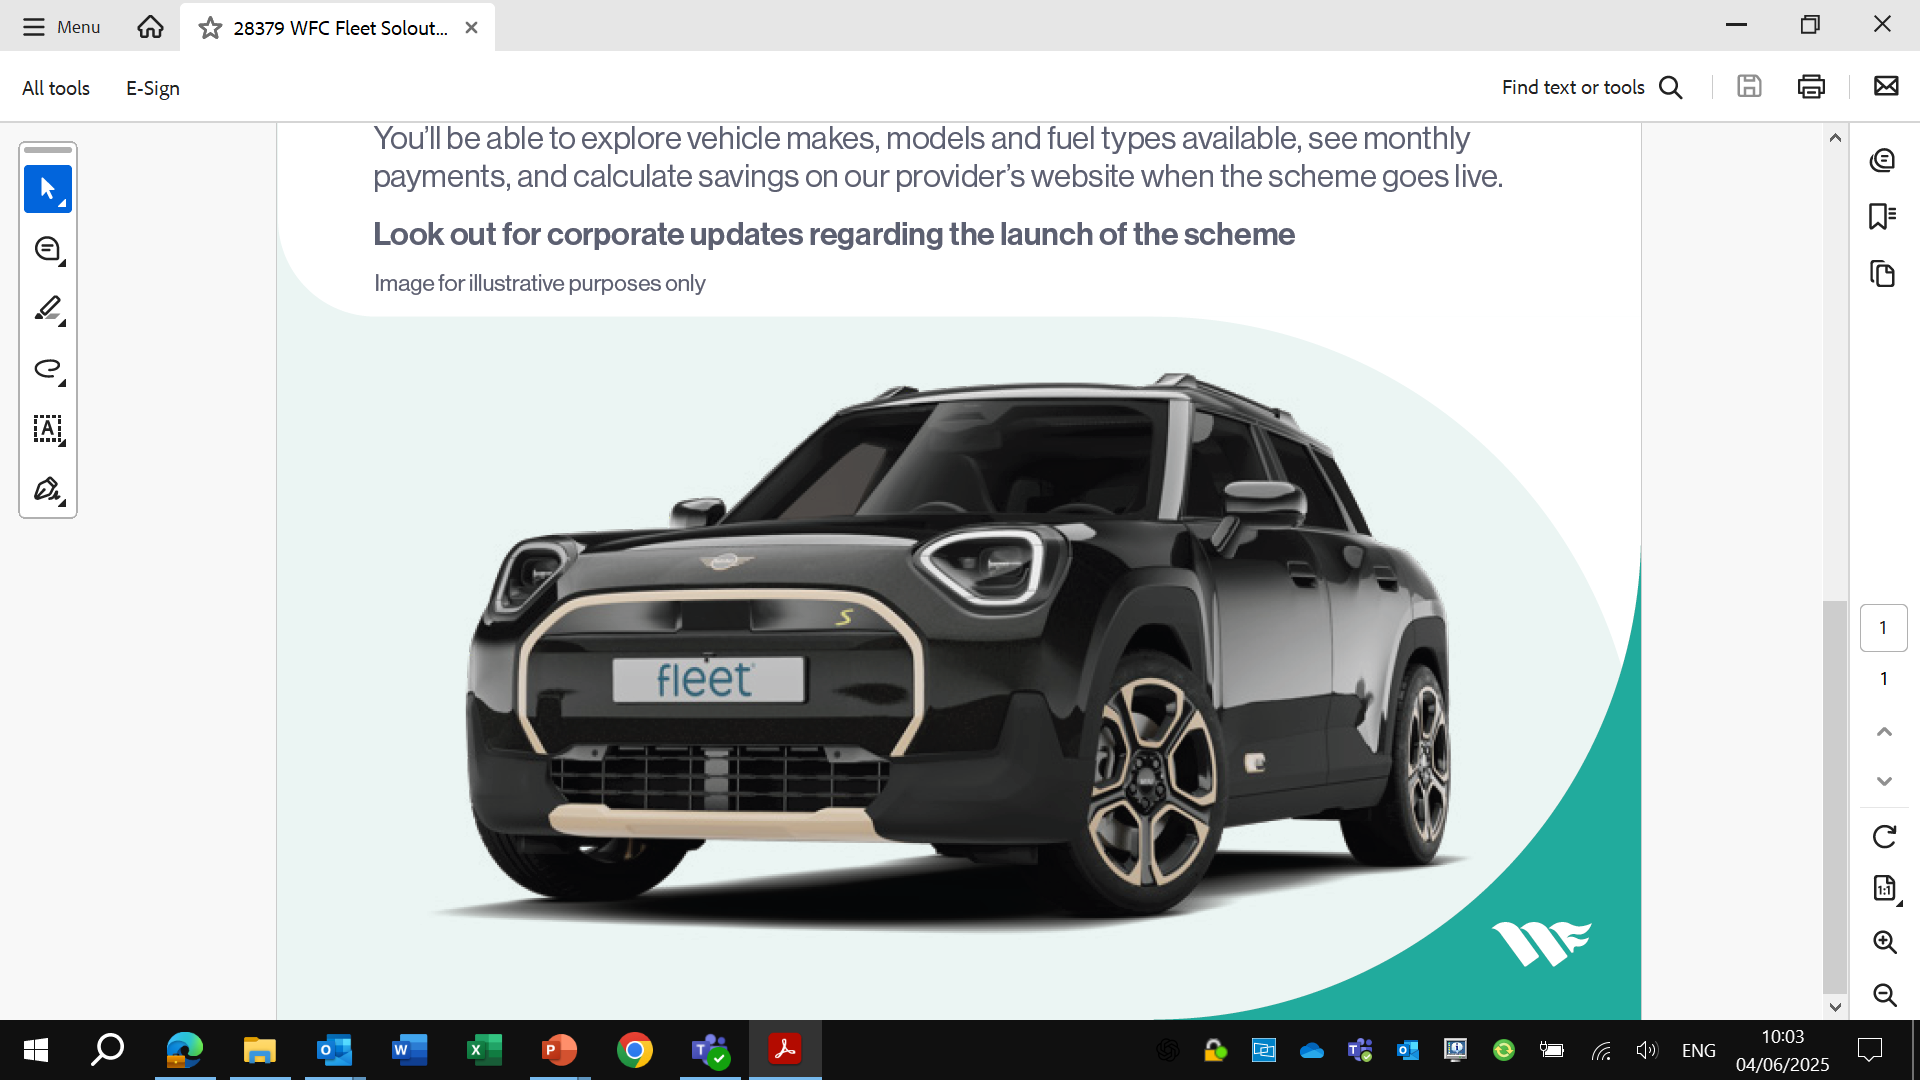 Menu
28379 WFC Fleet Solout...
All tools
E-Sign
Find text or tools
You'll be able to explore vehicle makes, models and fuel types available, see monthly
payments, and calculate savings on our provider's website when the scheme goes live.
Look out for corporate updates regarding the launch of the scheme
Image for illustrative purposes only
S
fleet
WF
1
1
ENG
10:03
04/06/2025